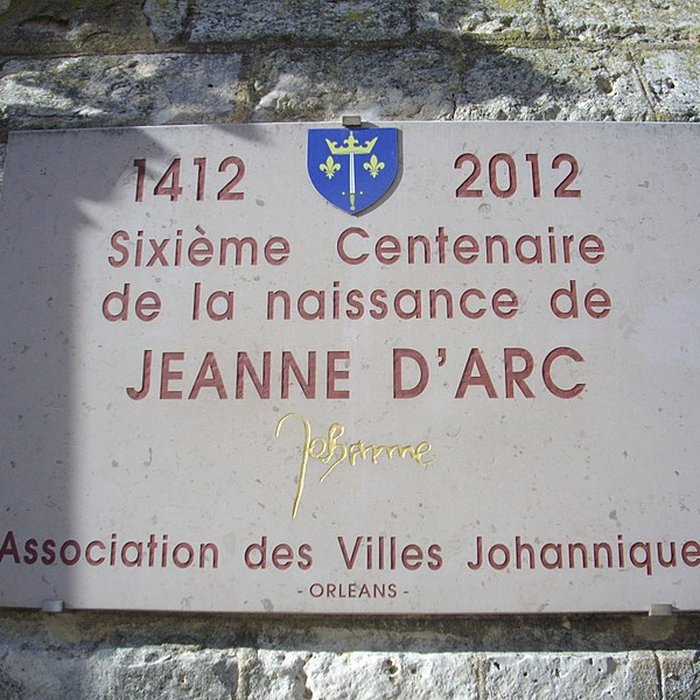 1412 2012
Sixième Centenaire
de la naissance de
JEANNE D'ARC
Jehanne
Association des Villes Johannique
- ORLEANS -